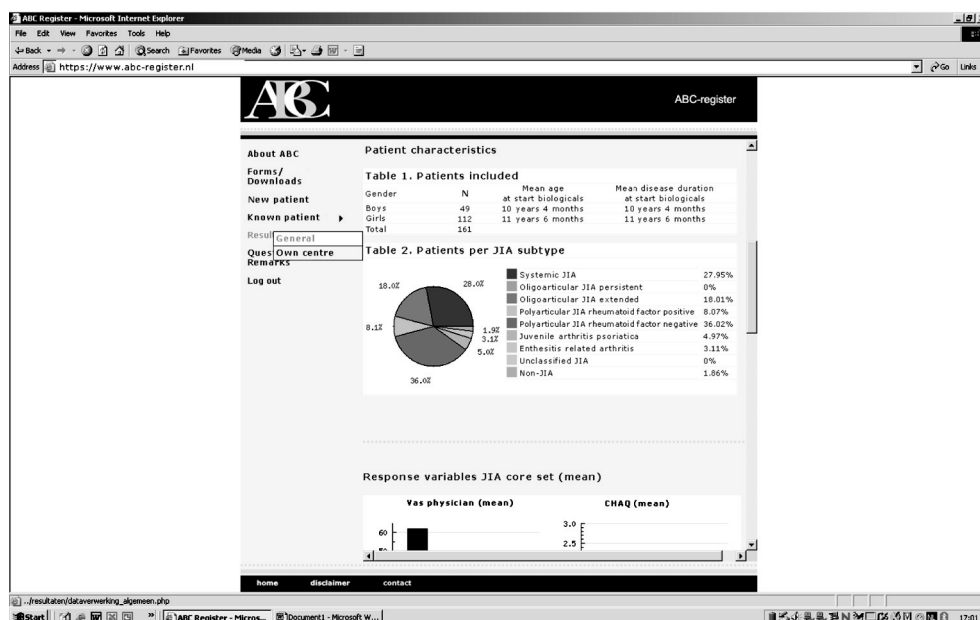 ABC Register - Microsoft Internet Explorer
File Edit View Favorites Tools Help
Back Search Favorites Media
Address https://www.abc-register.nl Go Links
ABC
ABC-register
About ABC
Forms/
Downloads
New patient
Known patient
Resul
General
Ques Own centre
Remarks
Log out
Patient characteristics
Table 1. Patients included
Gender N Mean age at start biologicals Mean disease duration at start biologicals
Boys 49 10 years 4 months 10 years 4 months
Girls 112 11 years 6 months 11 years 6 months
Total 161
Table 2. Patients per JIA subtype
28.0%
18.0%
8.1%
36.0%
5.0%
3.1%
1.9%
Systemic JIA 27.95%
Oligoarticular JIA persistent 0%
Oligoarticular JIA extended 18.01%
Polyarticular JIA rheumatoid factor positive 8.07%
Polyarticular JIA rheumatoid factor negative 36.02%
Juvenile arthritis psoriatica 4.97%
Enthesitis related arthritis 3.11%
Unclassified JIA 0%
Non-JIA 1.86%
Response variables JIA core set (mean)
Vas physician (mean) CHAQ (mean)
60
3.0
2.5
home disclaimer contact
../resultaten/dataverwerking_algemeen.php
Start ABC Register - Micros... Document1 - Microsoft W... 17:01